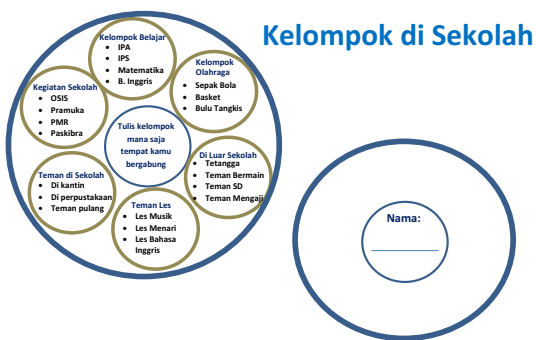 Kelompok di Sekolah
Kelompok Belajar
• IPA
• IPS
• Matematika
• B. Inggris
Kelompok
Olahraga
• Sepak Bola
• Basket
• Bulu Tangkis
Kegiatan Sekolah
• OSIS
• Pramuka
• PMR
• Paskibra
Tulis kelompok
mana saja
tempat kamu
bergabung
Di Luar Sekolah
• Tetangga
• Teman Bermain
• Teman SD
• Teman Mengaji
Teman di Sekolah
• Di kantin
• Di perpustakaan
• Teman pulang
Teman Les
• Les Musik
• Les Menari
• Les Bahasa
Inggris
Nama: